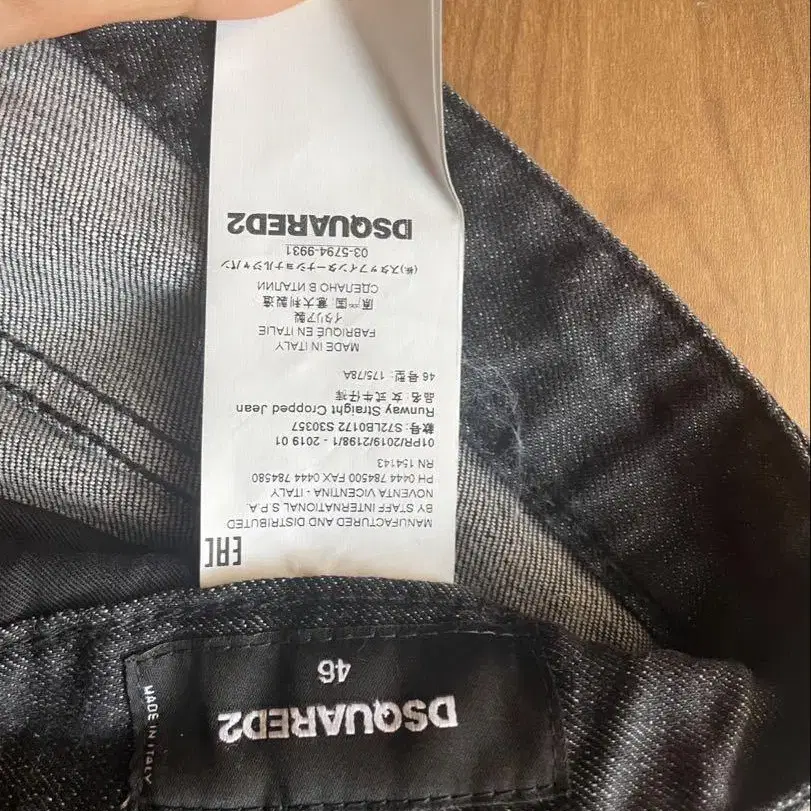 DSQUARED2
46
MADE IN ITALY
EAC
MANUFACTURED AND DISTRIBUTED
BY STAFF INTERNATIONAL S.P.A.
NOVENTA VICENTINA - ITALY
PH 0444 784500 FAX 0444 784580
RN 154143
01PR/2019/2198/1 - 2019 01
款号: S72LB0172 S30357
Runway Straight Cropped Jean
品名: 女式牛仔裤
46 号型: 175/78A
MADE IN ITALY
FABRIQUÉ EN ITALIE
イタリア製
原产国: 意大利製造
СДЕЛАНО В ИТАЛИИ
(株)スタッフインターナショナルジャパン
03-5794-9931
DSQUARED2